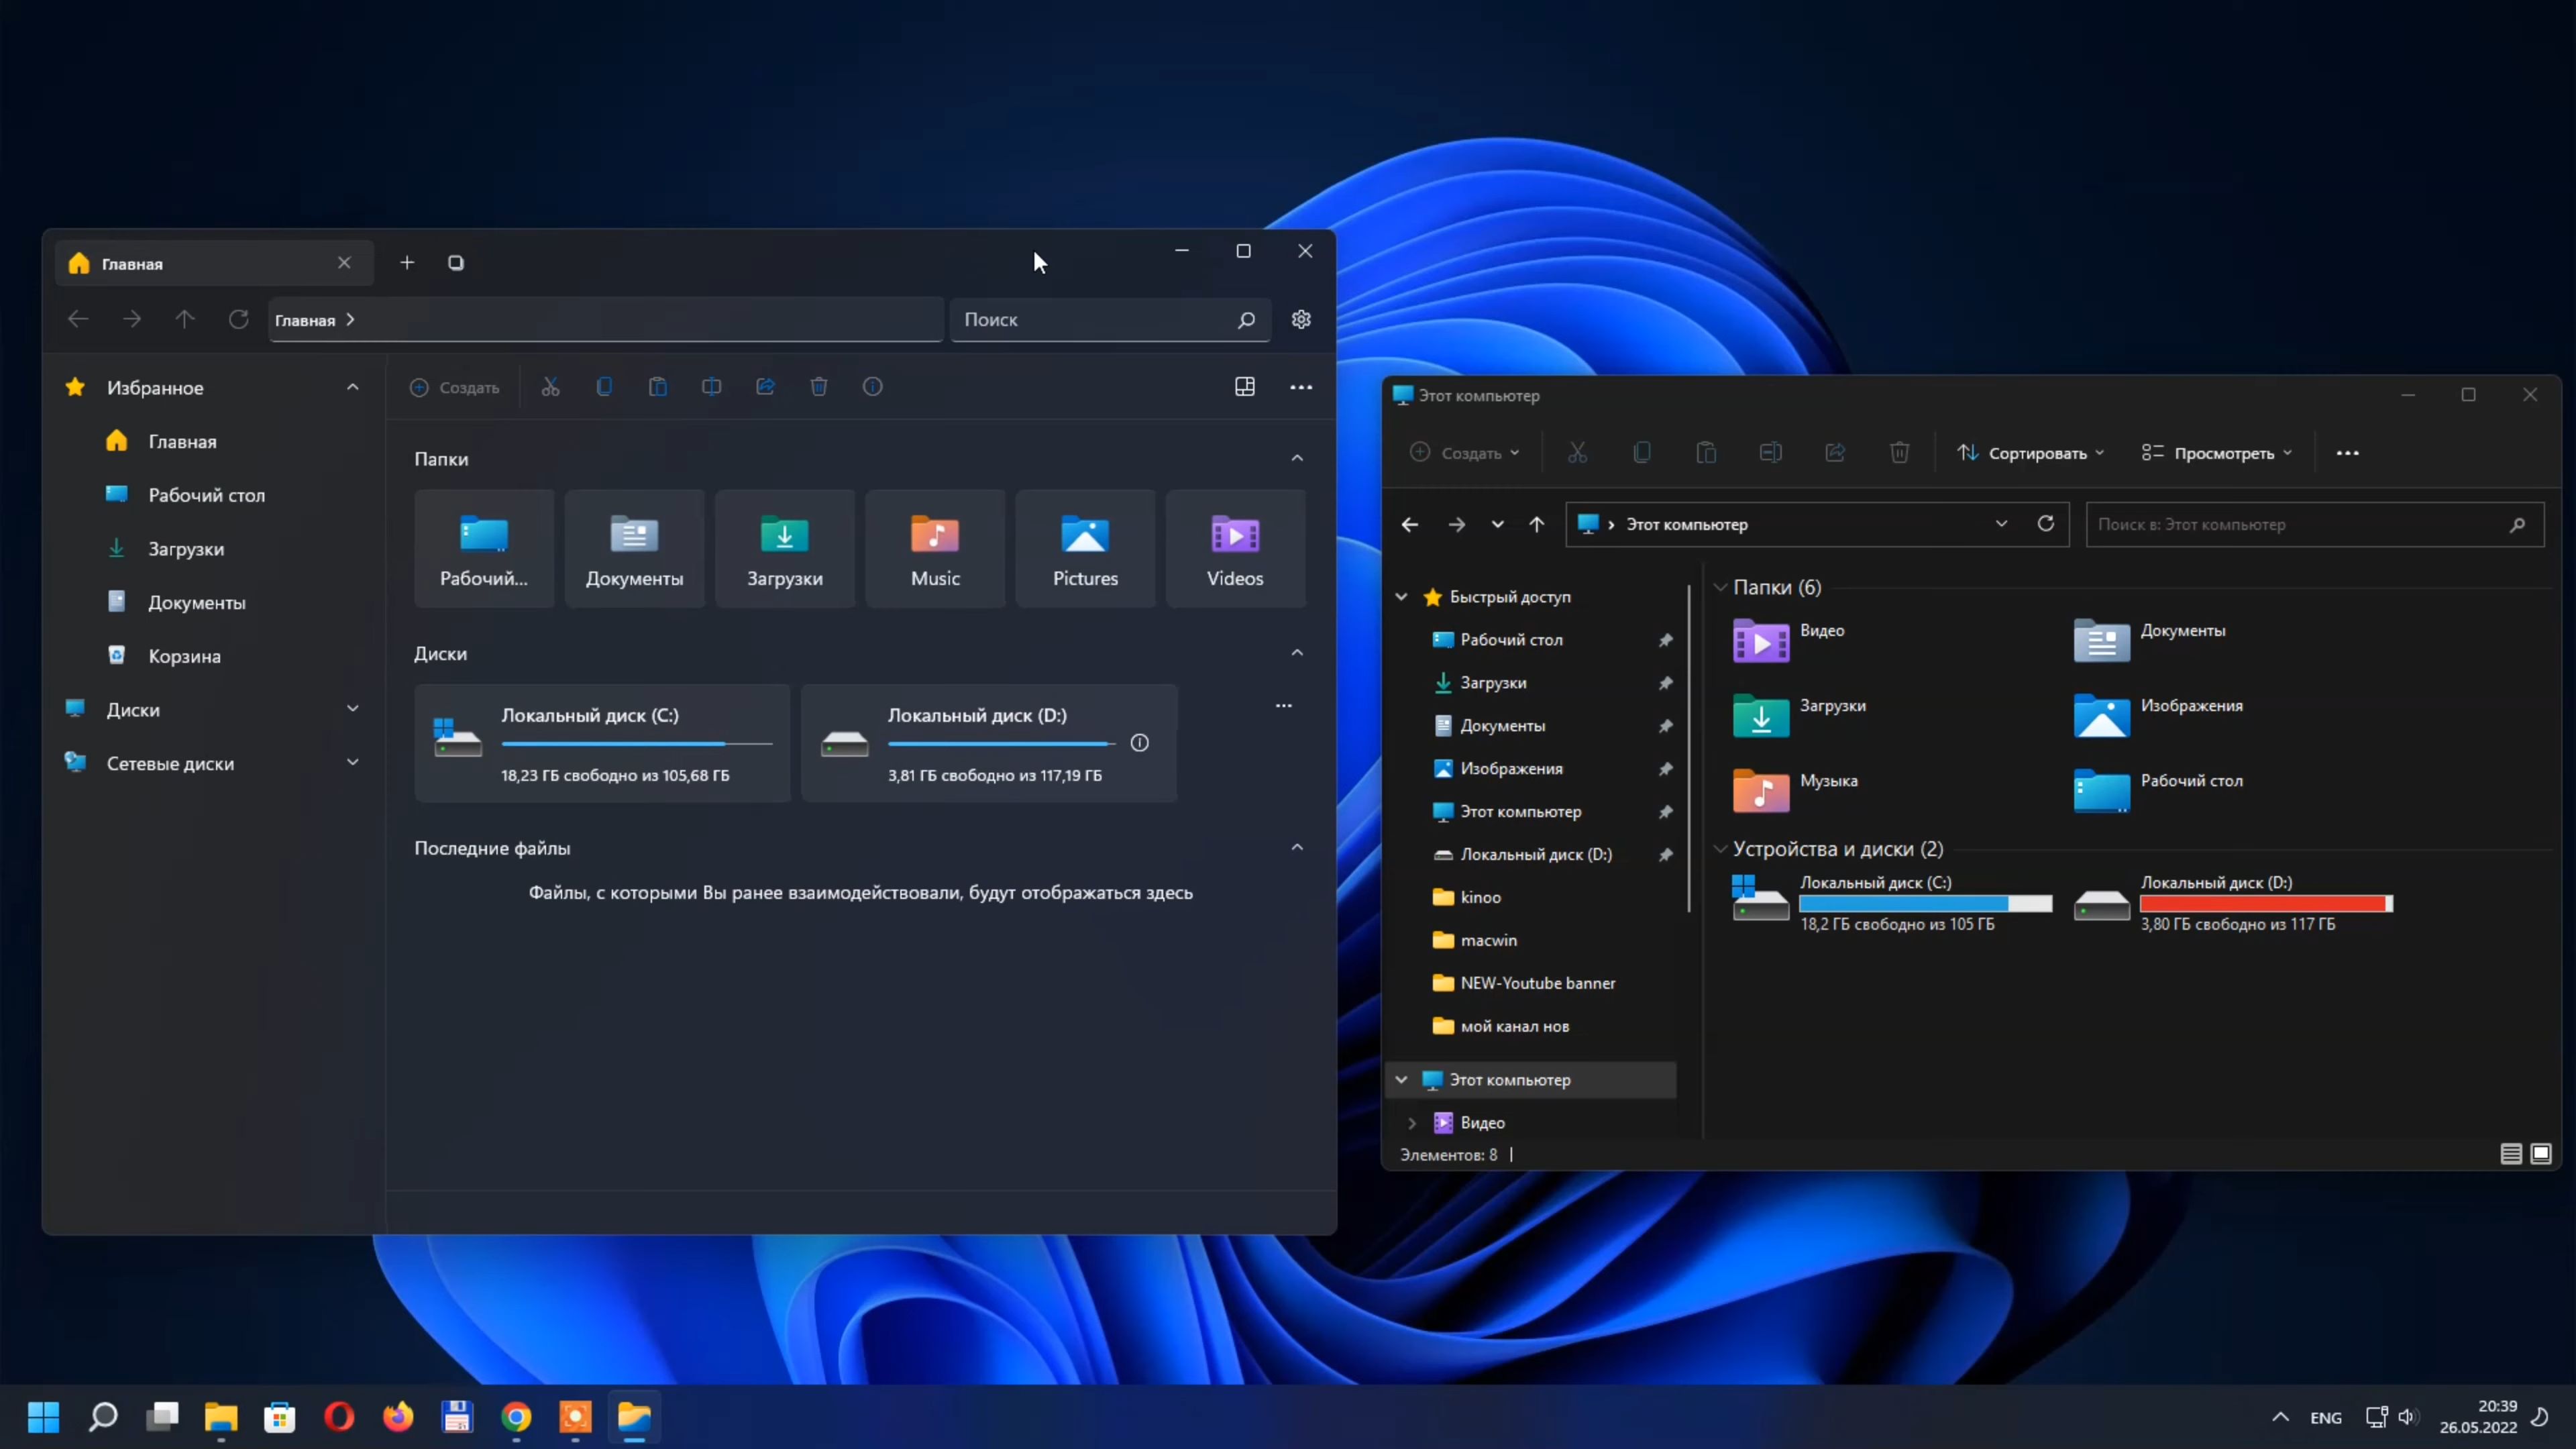 Главная
Главная
Поиск
Избранное
Главная
Рабочий стол
Загрузки
Документы
Корзина
Диски
Сетевые диски
Создать
Папки
Рабочий...
Документы
Загрузки
Music
Pictures
Videos
Диски
Локальный диск (C:)
18,23 ГБ свободно из 105,68 ГБ
Локальный диск (D:)
3,81 ГБ свободно из 117,19 ГБ
Последние файлы
Файлы, с которыми Вы ранее взаимодействовали, будут отображаться здесь
Этот компьютер
Создать
Сортировать
Просмотреть
Этот компьютер
Поиск в: Этот компьютер
Быстрый доступ
Рабочий стол
Загрузки
Документы
Изображения
Этот компьютер
Локальный диск (D:)
kinoo
macwin
NEW-Youtube banner
мой канал нов
Этот компьютер
Видео
Папки (6)
Видео
Документы
Загрузки
Изображения
Музыка
Рабочий стол
Устройства и диски (2)
Локальный диск (C:)
18,2 ГБ свободно из 105 ГБ
Локальный диск (D:)
3,80 ГБ свободно из 117 ГБ
Элементов: 8
ENG
20:39
26.05.2022